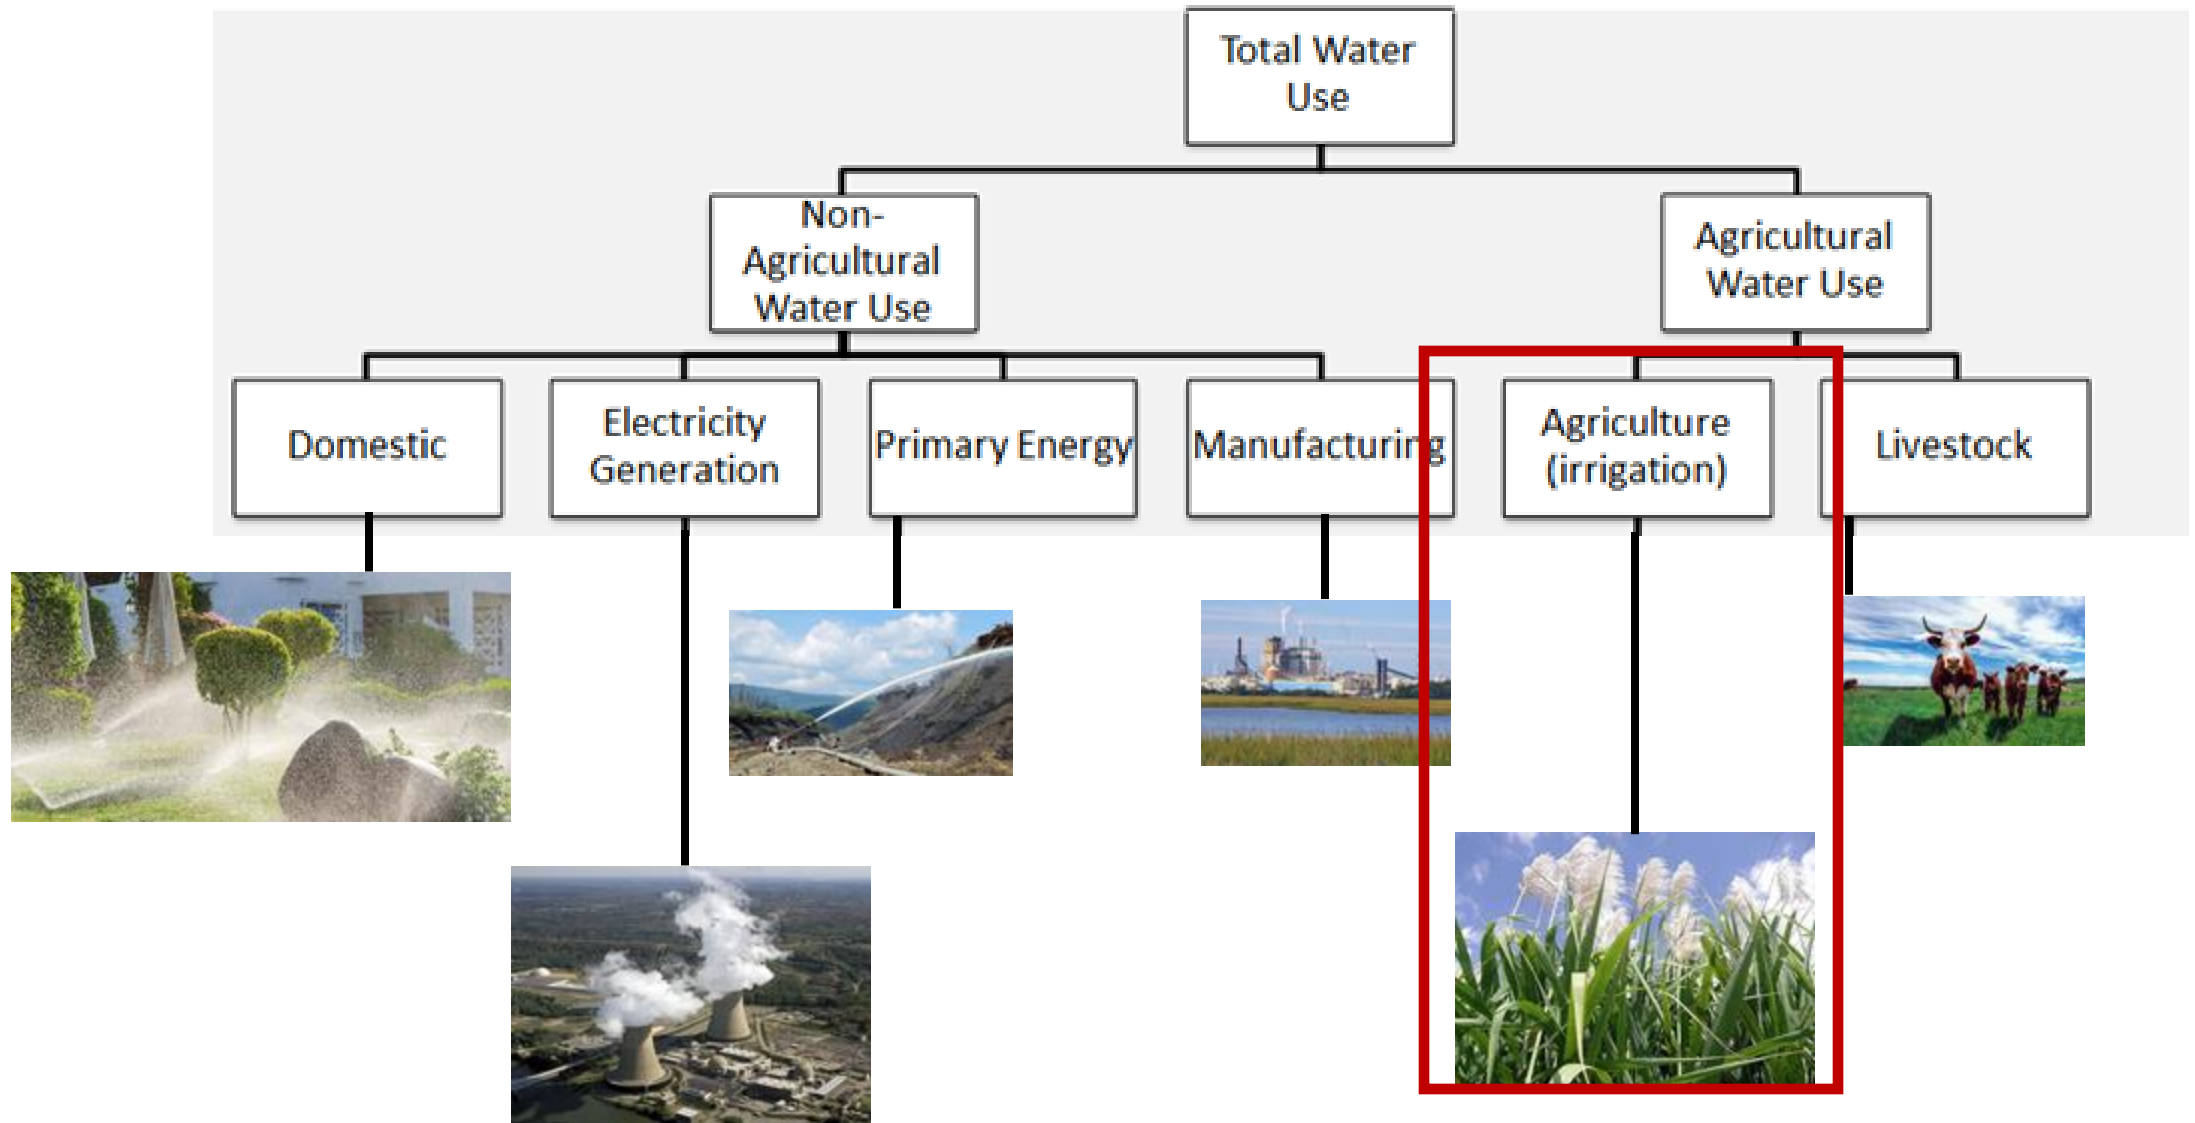 Total Water
Use
Non-
Agricultural
Water Use
Agricultural
Water Use
Domestic
Electricity
Generation
Primary Energy
Manufacturing
Agriculture
(irrigation)
Livestock